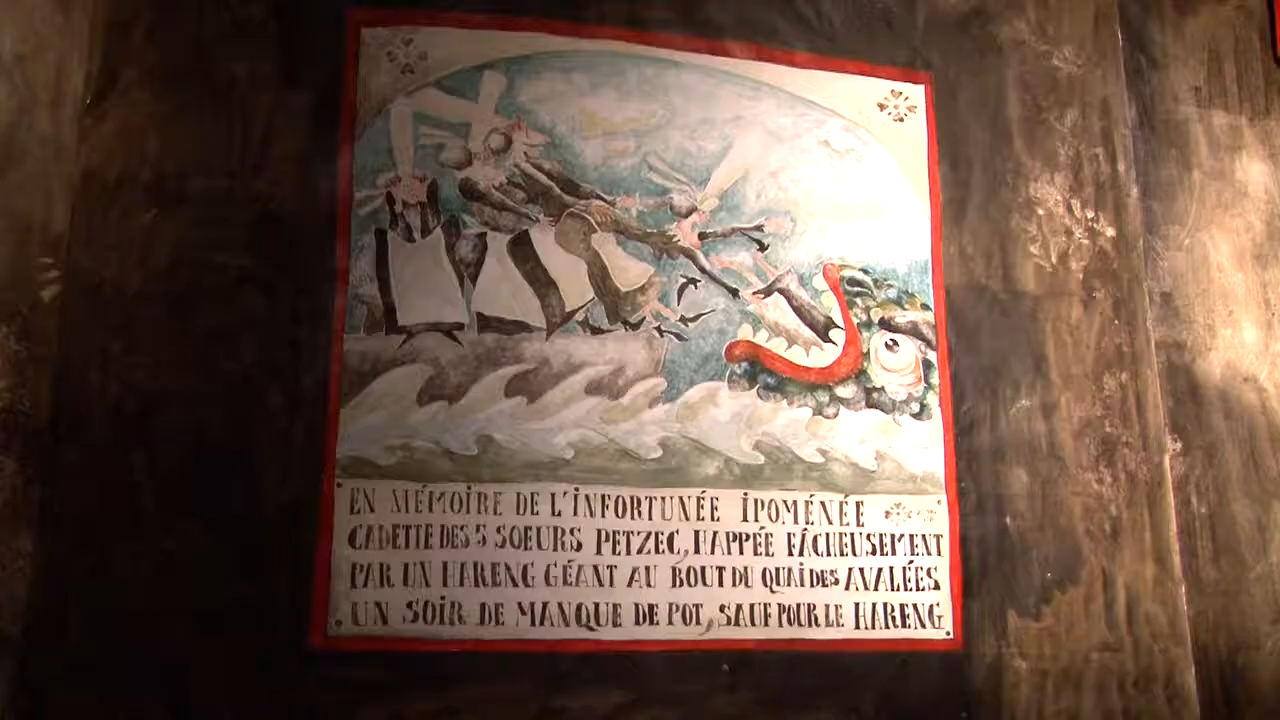 EN MÉMOIRE DE L'INFORTUNÉE IPOMÉNÉE
CADETTE DES 5 SOEURS PETZEC, HAPPÉE FÂCHEUSEMENT
PAR UN HARENG GÉANT AU BOUT DU QUAI DES AVALÉES
UN SOIR DE MANQUE DE POT, SAUF POUR LE HARENG